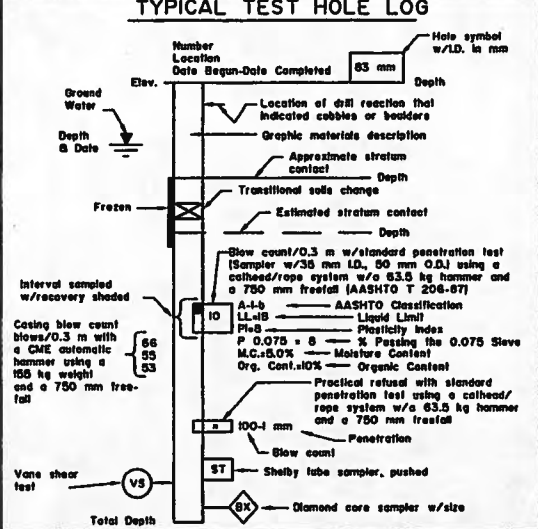 TYPICAL TEST HOLE LOG
Number
Location
Date Begun-Date Completed
83 mm
Hole symbol
w/I.D. in mm
Elev.
Depth
Ground
Water
Depth
& Date
Location of drill reaction that
indicated cobbles or boulders
Graphic materials description
Approximate stratum
contact
Depth
Frozen
Transitional soils change
Estimated stratum contact
Depth
Blow count/0.3 m w/standard penetration test
(Sampler w/35 mm I.D., 50 mm O.D.) using a
cathead/rope system w/a 63.5 kg hammer and
a 750 mm freefall (AASHTO T 206-87)
Interval sampled
w/recovery shaded
10
A-1-b
AASHTO Classification
LL=18
Liquid Limit
PI=8
Plasticity Index
P 0.075 = 8
% Passing the 0.075 Sieve
M.C.=5.0%
Moisture Content
Org. Cont.=10%
Organic Content
Casing blow count
blows/0.3 m with
a CME automatic
hammer using a
155 kg weight
and a 750 mm free-
fall
66
55
53
Practical refusal with standard
penetration test using a cathead/
rope system w/a 63.5 kg hammer
and a 750 mm freefall
100-1 mm
Penetration
Blow count
Vane shear
test
VS
ST
Shelby tube sampler, pushed
BX
Diamond core sampler w/size
Total Depth